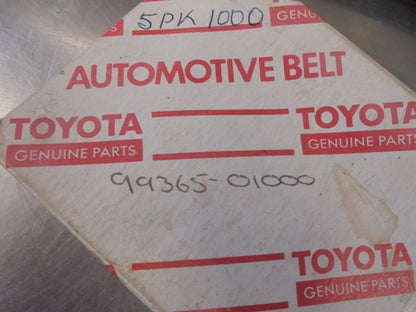 5PK 1000
GENUINE
AUTOMOTIVE BELT
TOYOTA
GENUINE PARTS
TOYOTA
GENUINE PARTS
99365-01000
TOYOTA
GENUINE PARTS